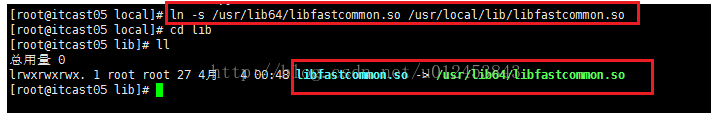 [root@itcast05 local]# ln -s /usr/lib64/libfastcommon.so /usr/local/lib/libfastcommon.so
[root@itcast05 local]# cd lib
[root@itcast05 lib]# ll
总用量 0
lrwxrwxrwx. 1 root root 27 4月   4 00:48 libfastcommon.so -> /usr/lib64/libfastcommon.so
[root@itcast05 lib]#